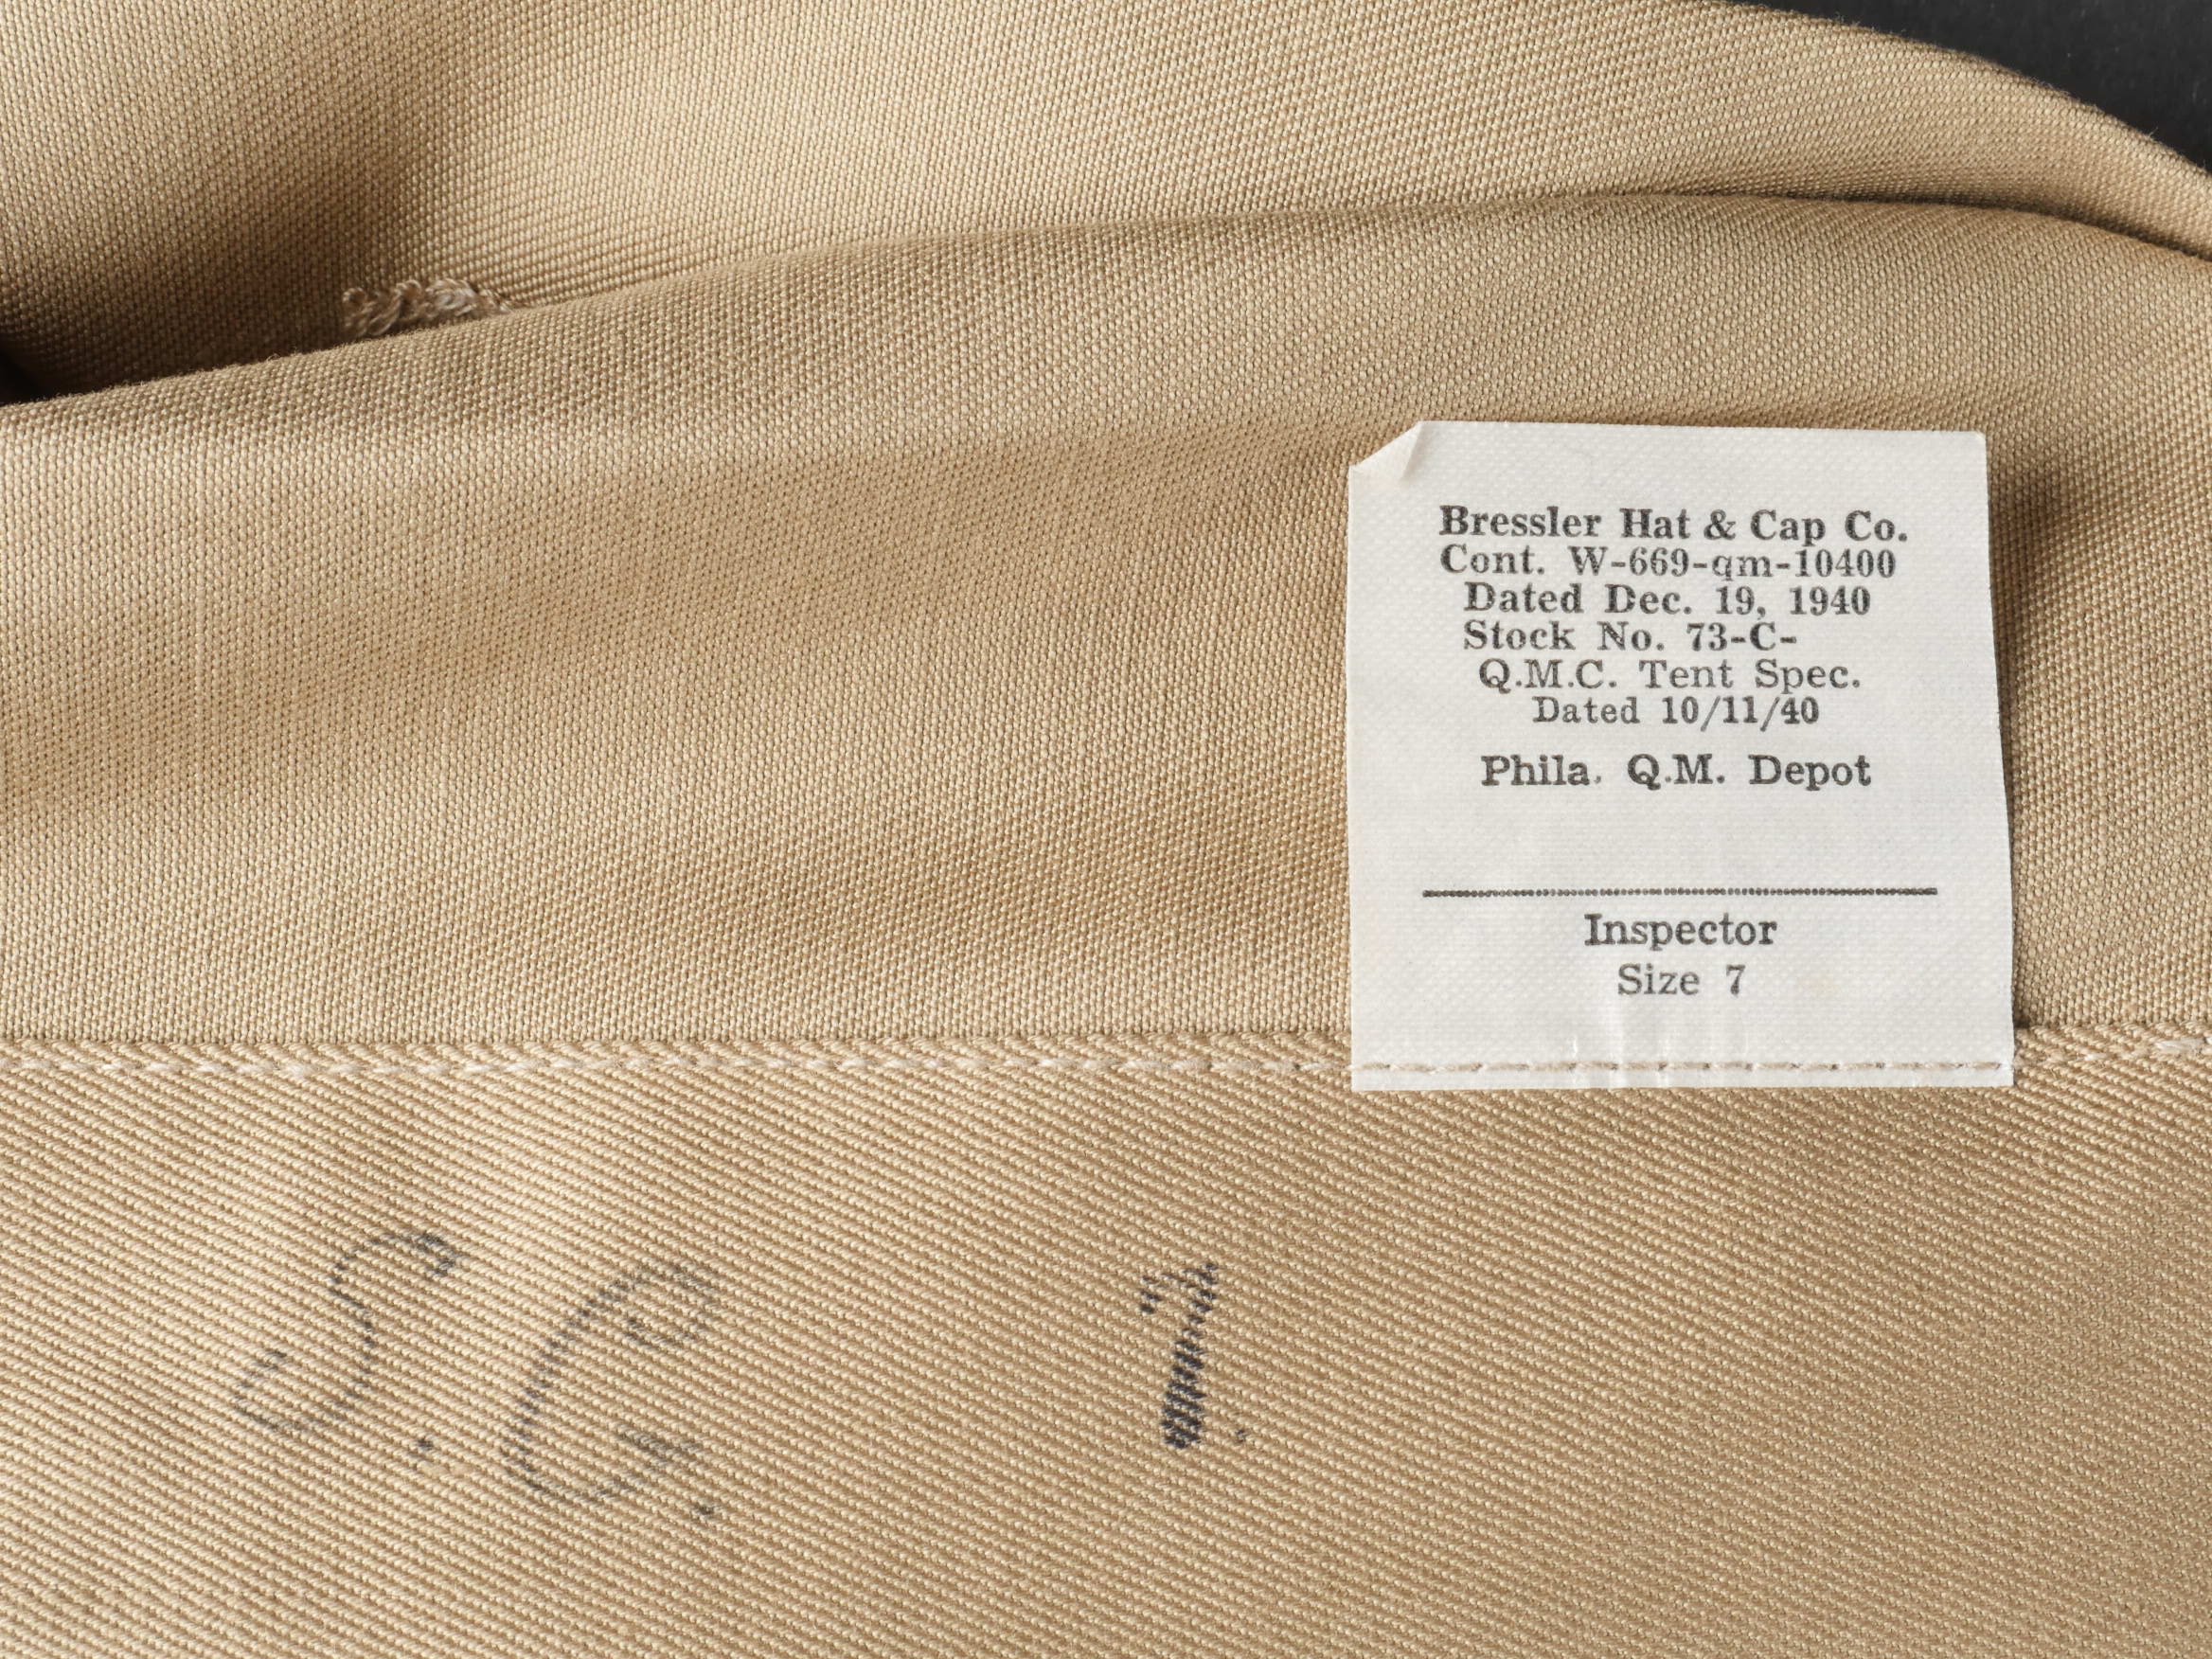 Bressler Hat & Cap Co.
Cont. W-669-qm-10400
Dated Dec. 19, 1940
Stock No. 73-C-
Q.M.C. Tent Spec.
Dated 10/11/40
Phila. Q.M. Depot
Inspector
Size 7
S. C. 7.